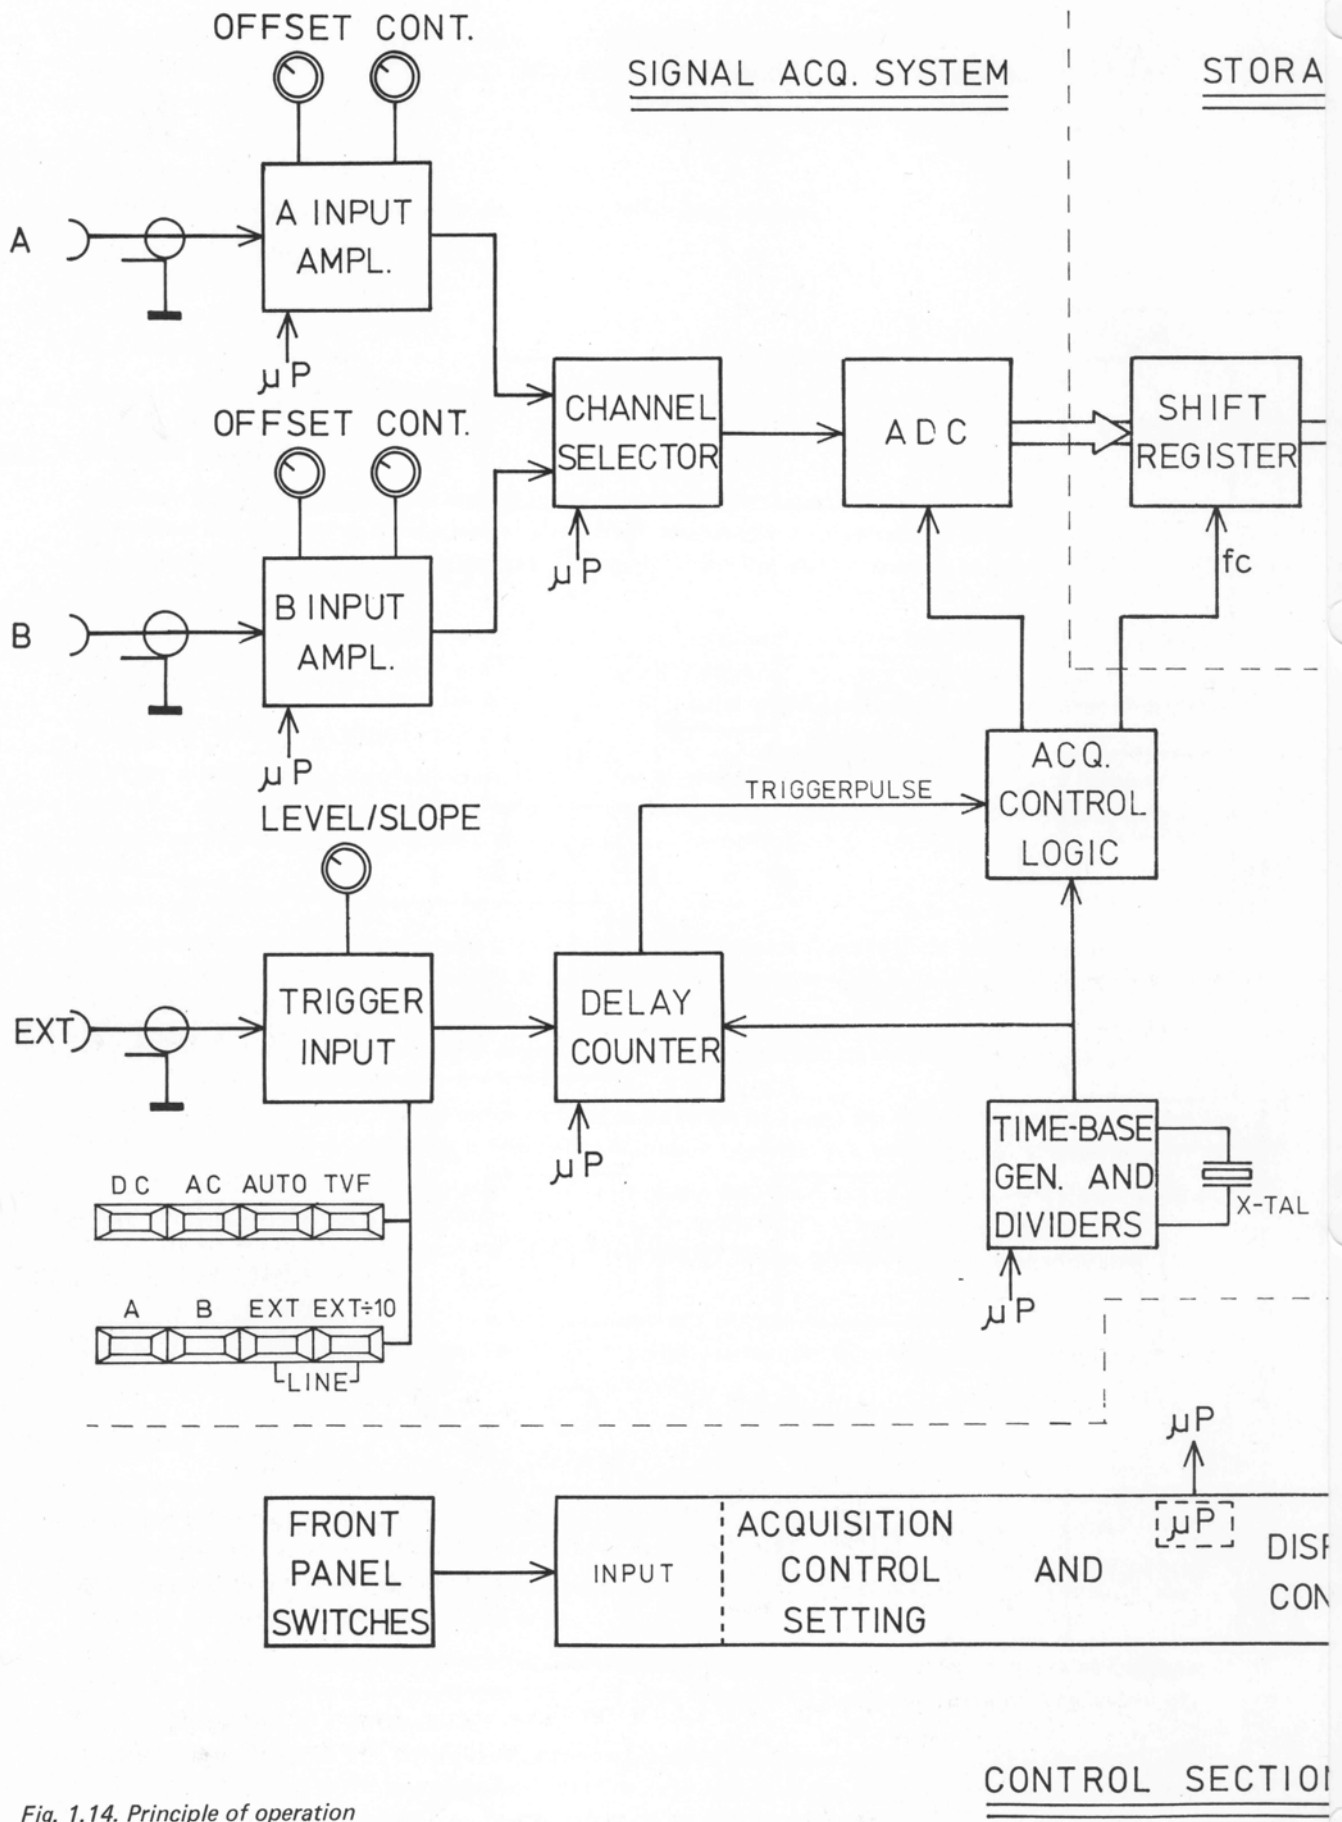 OFFSET CONT.
SIGNAL ACQ. SYSTEM
STORA
A
A INPUT
AMPL.
µP
OFFSET CONT.
CHANNEL
SELECTOR
µP
ADC
SHIFT
REGISTER
fc
B
B INPUT
AMPL.
µP
LEVEL/SLOPE
TRIGGERPULSE
ACQ.
CONTROL
LOGIC
EXT
TRIGGER
INPUT
DELAY
COUNTER
µP
TIME-BASE
GEN. AND
DIVIDERS
X-TAL
µP
DC AC AUTO TVF
A B EXT EXT÷10
LINE
µP
FRONT
PANEL
SWITCHES
INPUT
ACQUISITION
CONTROL
SETTING
AND
µP
DISP
CON
CONTROL SECTION
Fig. 1.14. Principle of operation